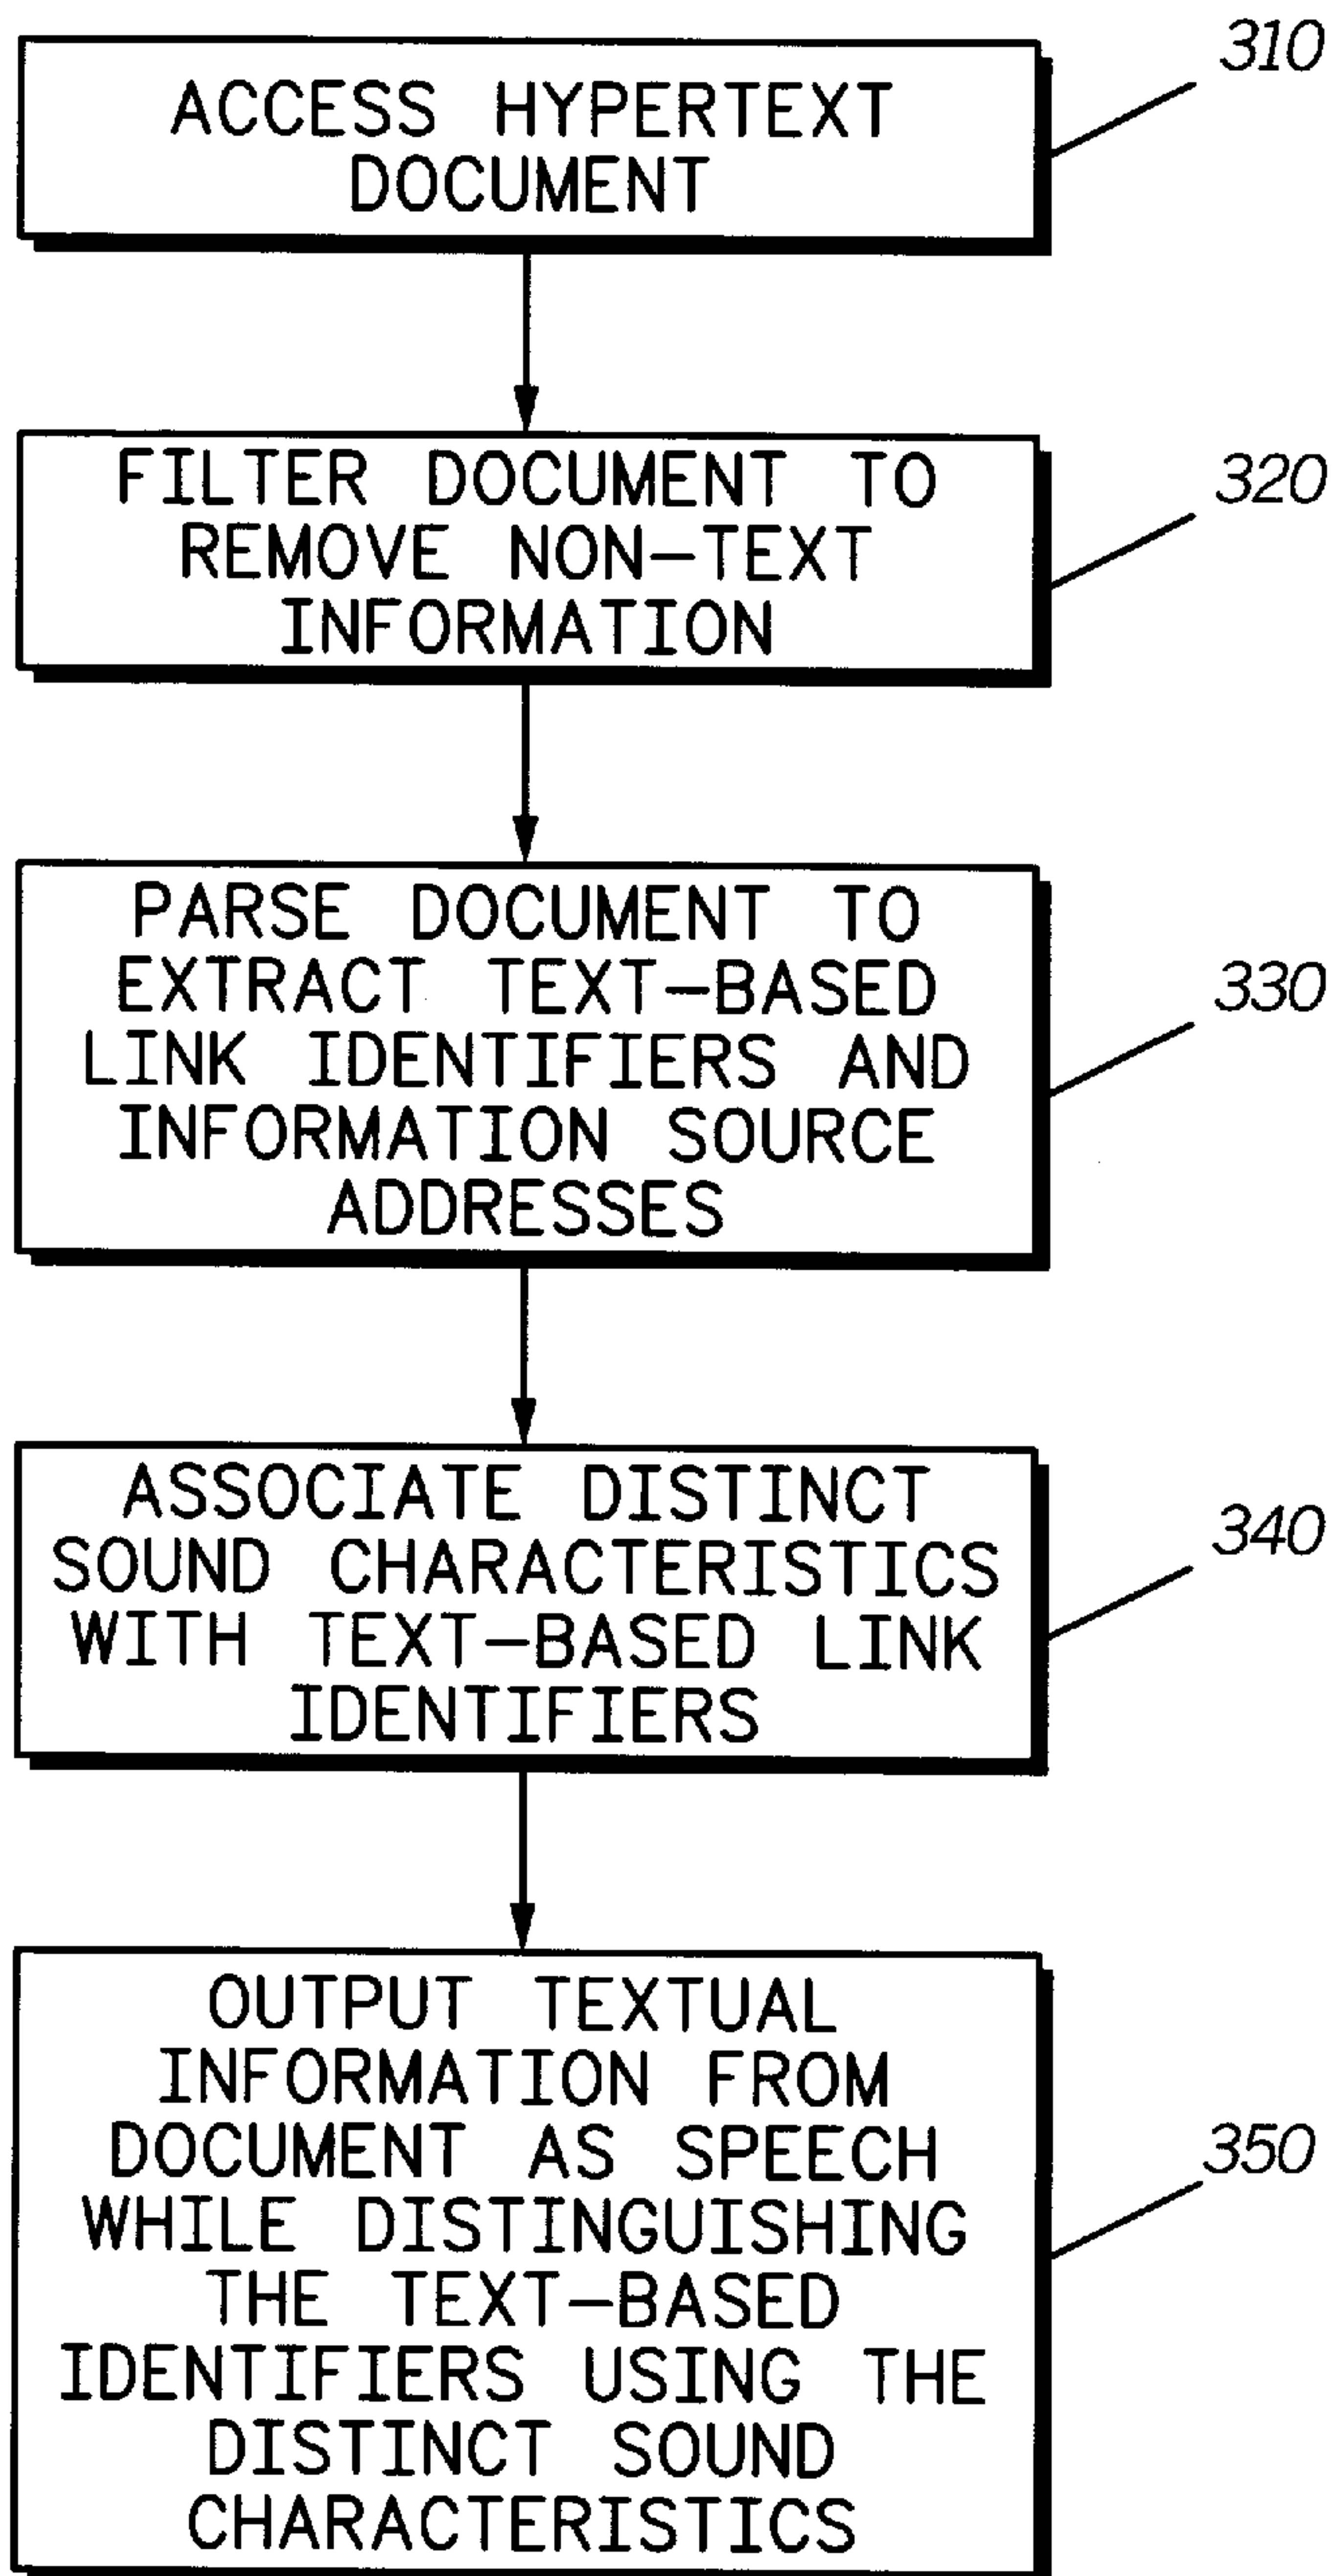 310
ACCESS HYPERTEXT
DOCUMENT
320
FILTER DOCUMENT TO
REMOVE NON-TEXT
INFORMATION
330
PARSE DOCUMENT TO
EXTRACT TEXT-BASED
LINK IDENTIFIERS AND
INFORMATION SOURCE
ADDRESSES
340
ASSOCIATE DISTINCT
SOUND CHARACTERISTICS
WITH TEXT-BASED LINK
IDENTIFIERS
350
OUTPUT TEXTUAL
INFORMATION FROM
DOCUMENT AS SPEECH
WHILE DISTINGUISHING
THE TEXT-BASED
IDENTIFIERS USING THE
DISTINCT SOUND
CHARACTERISTICS